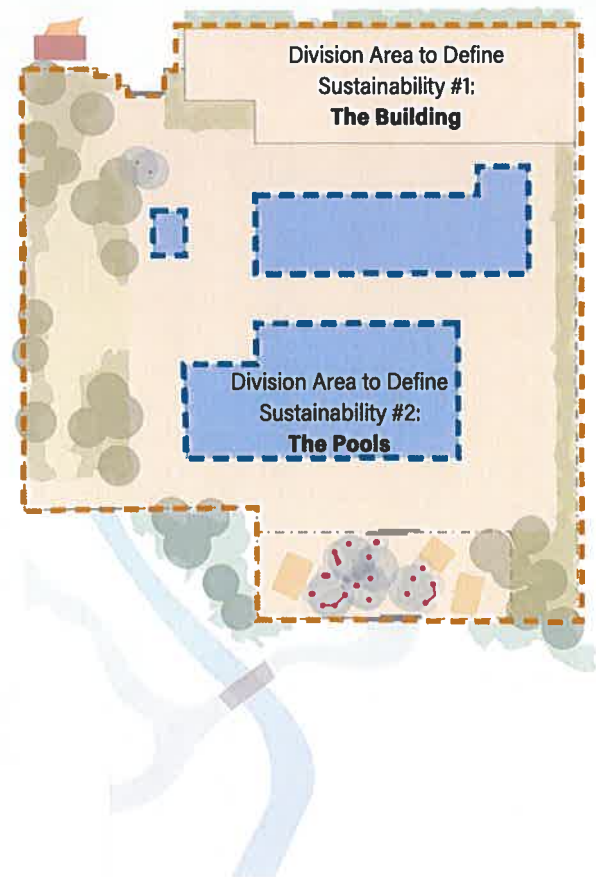 Division Area to Define
Sustainability #1:
The Building
Division Area to Define
Sustainability #2:
The Pools